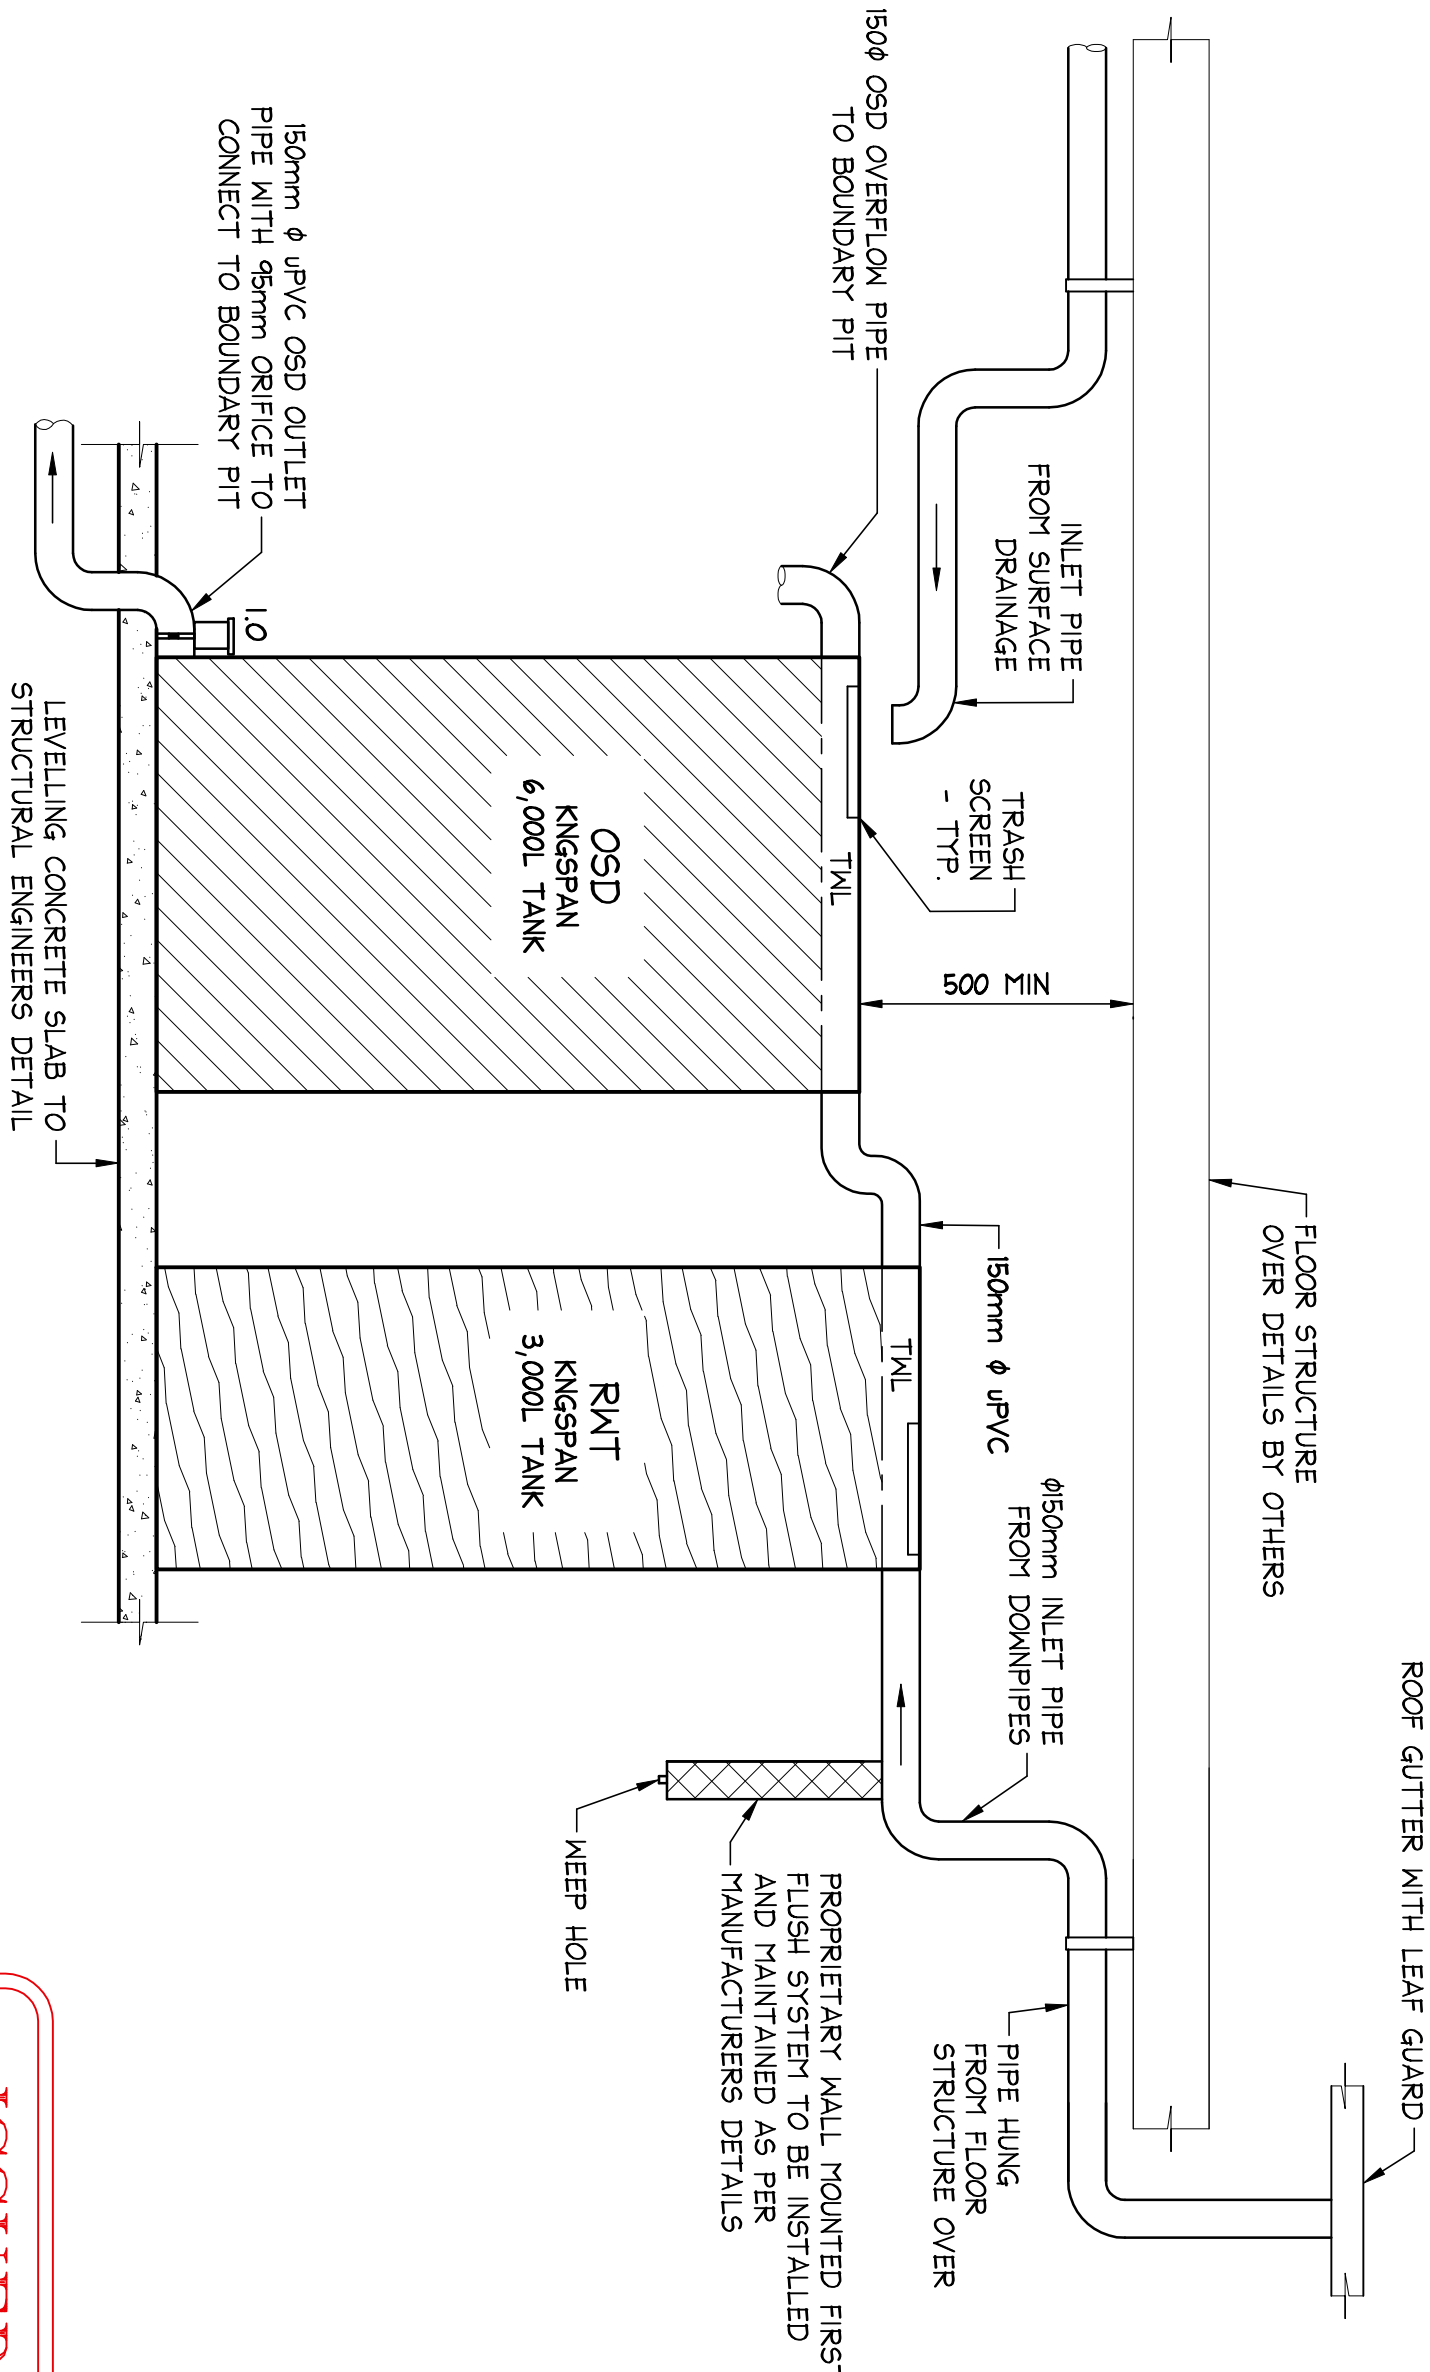 ROOF GUTTER WITH LEAF GUARD
FLOOR STRUCTURE
OVER DETAILS BY OTHERS
INLET PIPE
FROM SURFACE
DRAINAGE
TRASH
SCREEN
- TYP.
500 MIN
150mm φ uPVC
φ150mm INLET PIPE
FROM DOWNPIPES
PIPE HUNG
FROM FLOOR
STRUCTURE OVER
150φ OSD OVERFLOW PIPE
TO BOUNDARY PIT
TWL
TWL
OSD
KNGSPAN
6,000L TANK
RWT
KNGSPAN
3,000L TANK
PROPRIETARY WALL MOUNTED FIRST
FLUSH SYSTEM TO BE INSTALLED
AND MAINTAINED AS PER
MANUFACTURERS DETAILS
WEEP HOLE
150mm φ uPVC OSD OUTLET
PIPE WITH 95mm ORIFICE TO
CONNECT TO BOUNDARY PIT
1.0
LEVELLING CONCRETE SLAB TO
STRUCTURAL ENGINEERS DETAIL